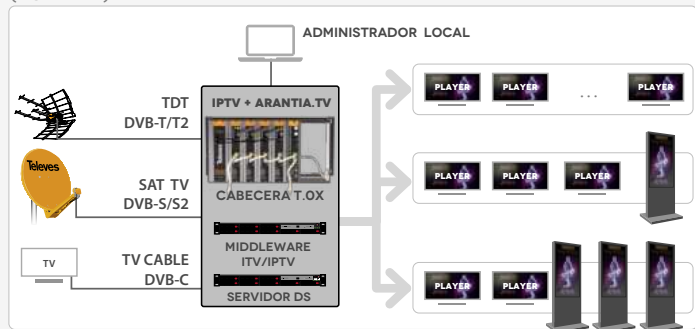 ADMINISTRADOR LOCAL
TDT
DVB-T/T2
Televes
SAT TV
DVB-S/S2
TV
TV CABLE
DVB-C
IPTV + ARANTIA.TV
CABECERA T.OX
MIDDLEWARE
ITV/IPTV
SERVIDOR DS
PLAYER PLAYER ... PLAYER
PLAYER PLAYER PLAYER
PLAYER PLAYER